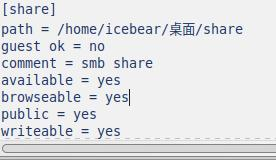 [share]
path = /home/icebear/桌面/share
guest ok = no
comment = smb share
available = yes
browseable = yes
public = yes
writeable = yes